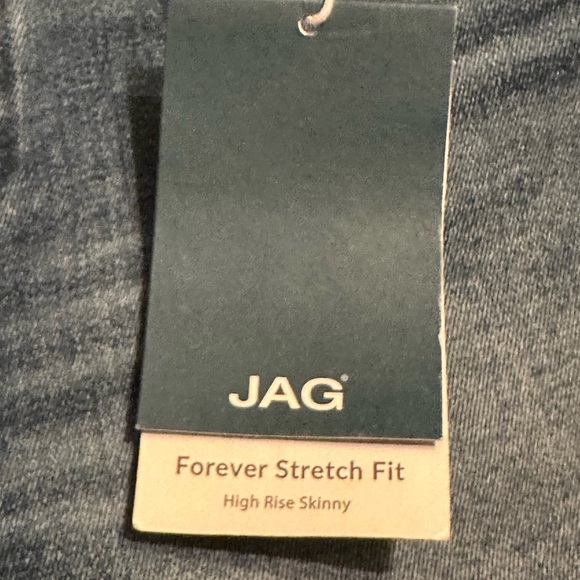 JAG®
Forever Stretch Fit
High Rise Skinny